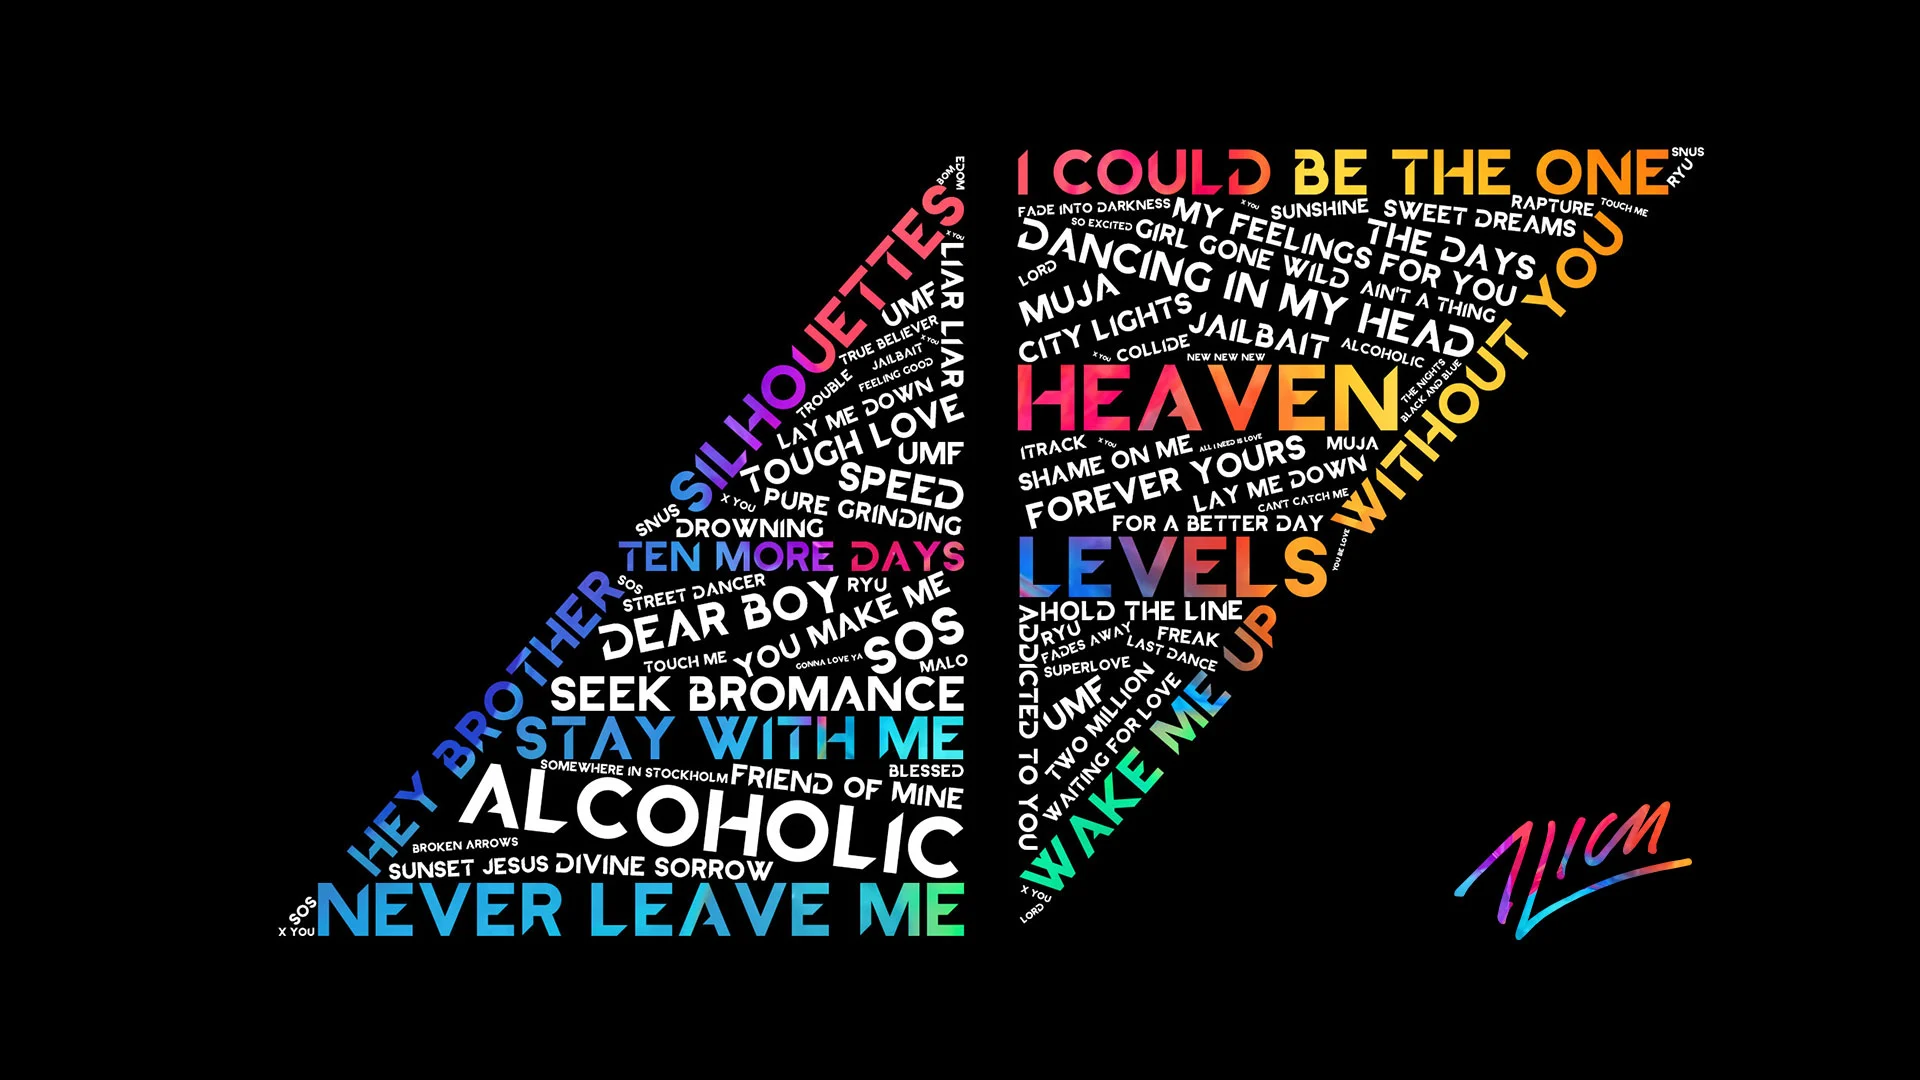 EDOM
BOM
SILHOUETTES
X YOU
LIAR LIAR
UMF
TRUE BELIEVER
X YOU
JAILBAIT
FEELING GOOD
TROUBLE
LAY ME DOWN
TOUGH LOVE
UMF
SPEED
X YOU
PURE GRINDING
SNUS
DROWNING
TEN MORE DAYS
HEY BROTHER
SOS
STREET DANCER
RYU
DEAR BOY
YOU MAKE ME
TOUCH ME
GONNA LOVE YA
SOS
MALO
SEEK BROMANCE
STAY WITH ME
SOMEWHERE IN STOCKHOLM
FRIEND OF MINE
BLESSED
ALCOHOLIC
BROKEN ARROWS
SUNSET JESUS
DIVINE SORROW
SOS
X YOU
NEVER LEAVE ME
I COULD BE THE ONE
SNUS
RYU
FADE INTO DARKNESS
MY FEELINGS FOR YOU
X YOU
SUNSHINE
SWEET DREAMS
RAPTURE
TOUCH ME
SO EXCITED
GIRL GONE WILD
THE DAYS
DANCING IN MY HEAD
AIN'T A THING
LORD
MUJA
CITY LIGHTS
JAILBAIT
ALCOHOLIC
X YOU
COLLIDE
NEW NEW NEW
WITHOUT YOU
HEAVEN
THE NIGHTS
BLACK AND BLUE
ITRACK
X YOU
SHAME ON ME
ALL I NEED IS LOVE
MUJA
FOREVER YOURS
LAY ME DOWN
CAN'T CATCH ME
FOR A BETTER DAY
YOU BE LOVE
LEVELS
ADDICTED TO YOU
HOLD THE LINE
RYU
FADES AWAY
FREAK
LAST DANCE
SUPERLOVE
UMF
TWO MILLION
WAITING FOR LOVE
WAKE ME UP
X YOU
LORD
AVICII